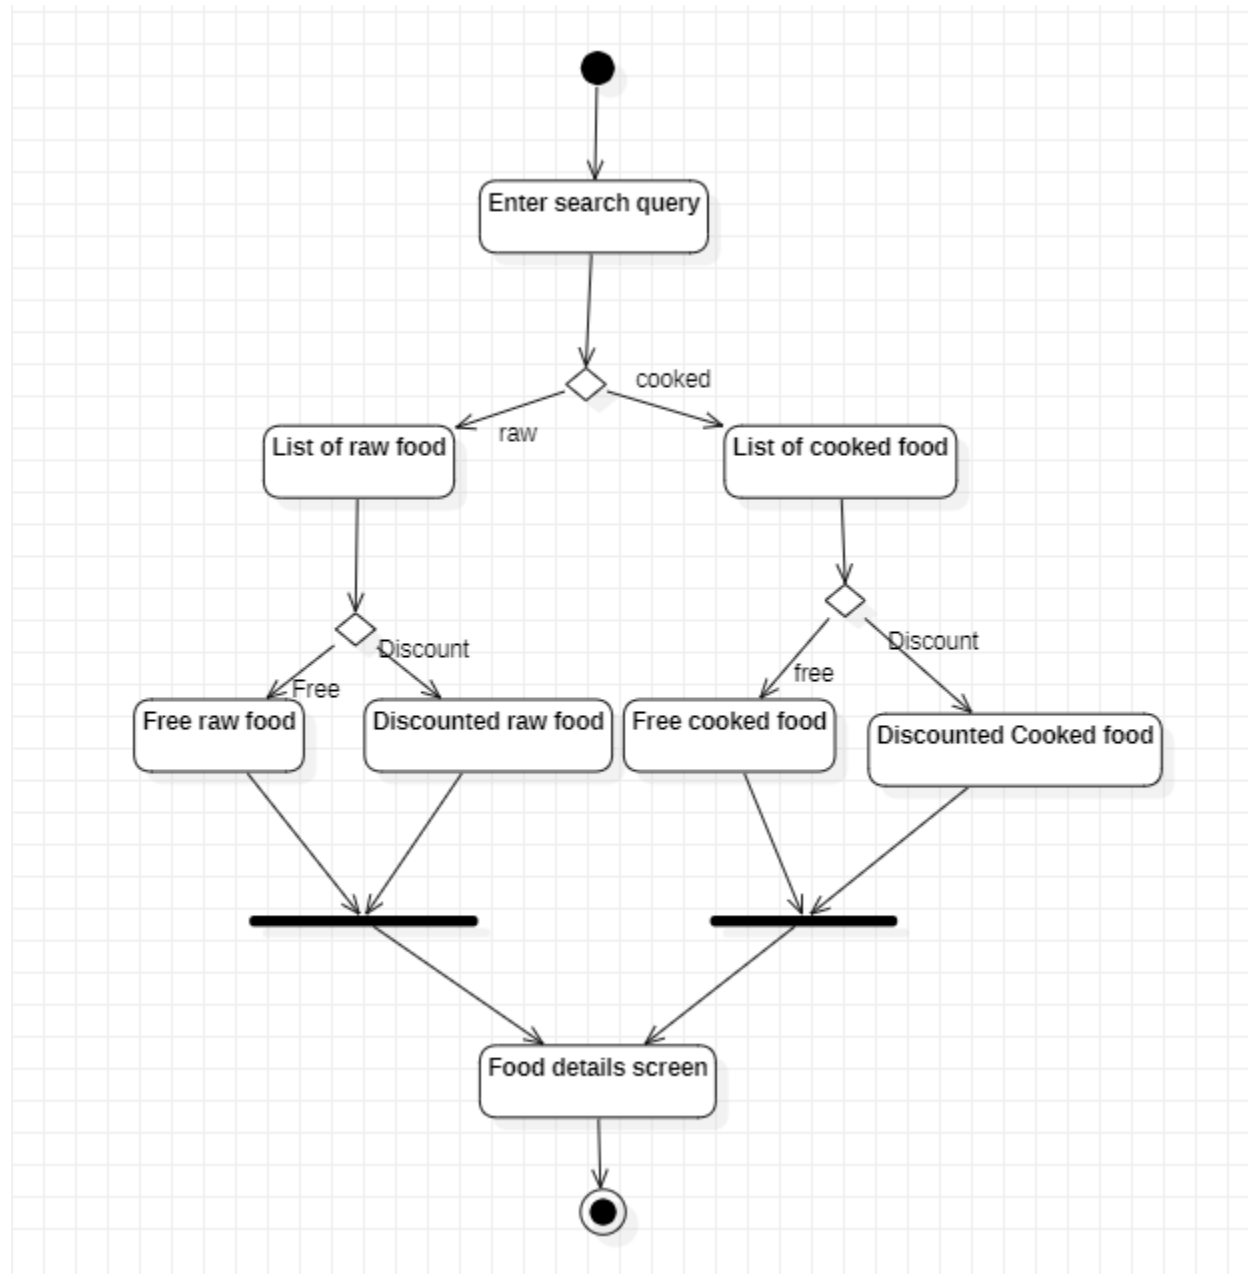 Enter search query
cooked
raw
List of raw food
List of cooked food
Discount
Free
Discount
free
Free raw food
Discounted raw food
Free cooked food
Discounted Cooked food
Food details screen